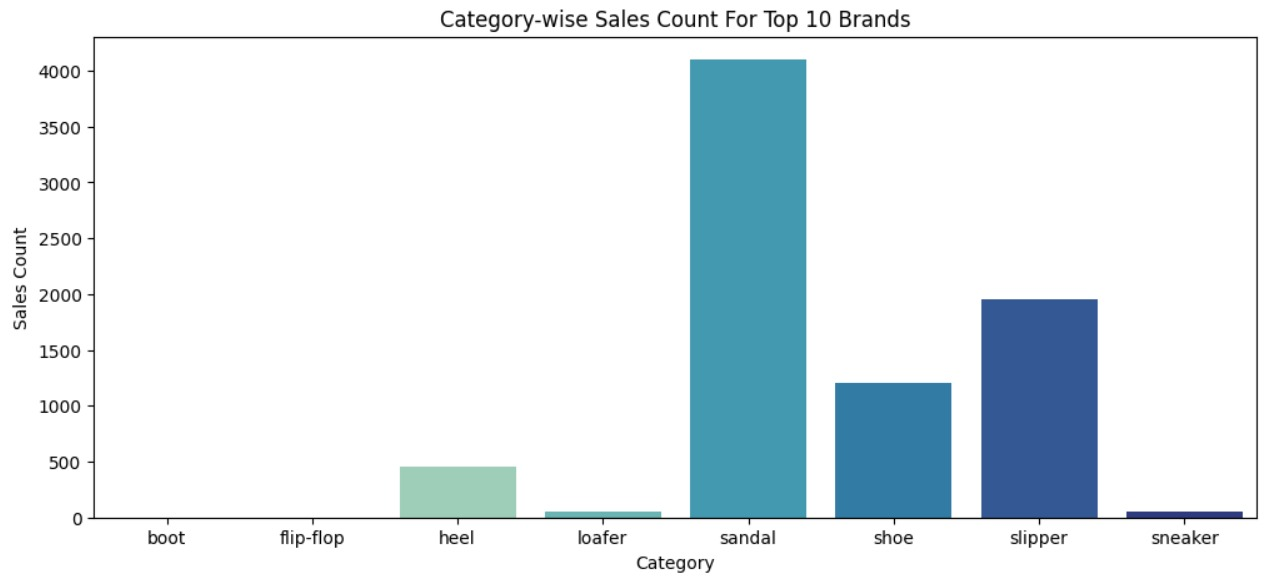 Category-wise Sales Count For Top 10 Brands
Sales Count
4000
3500
3000
2500
2000
1500
1000
500
0
boot flip-flop heel loafer sandal shoe slipper sneaker
Category